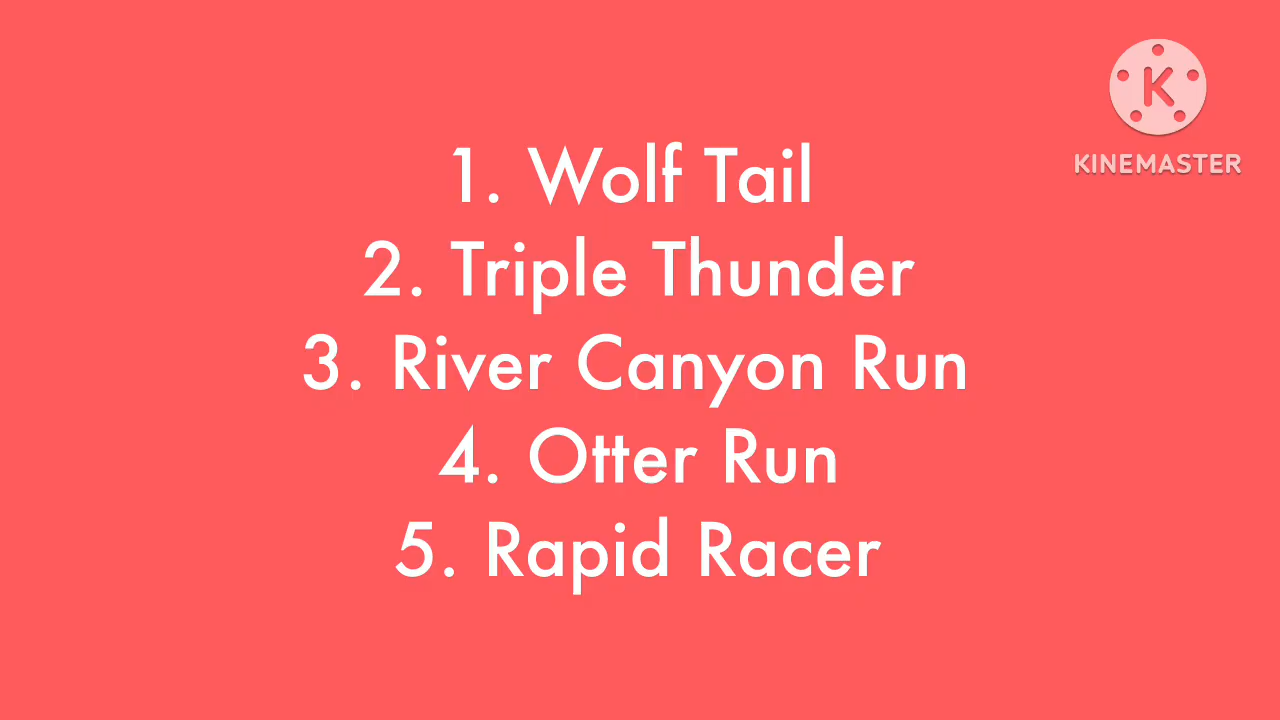 K
KINEMASTER
1. Wolf Tail
2. Triple Thunder
3. River Canyon Run
4. Otter Run
5. Rapid Racer